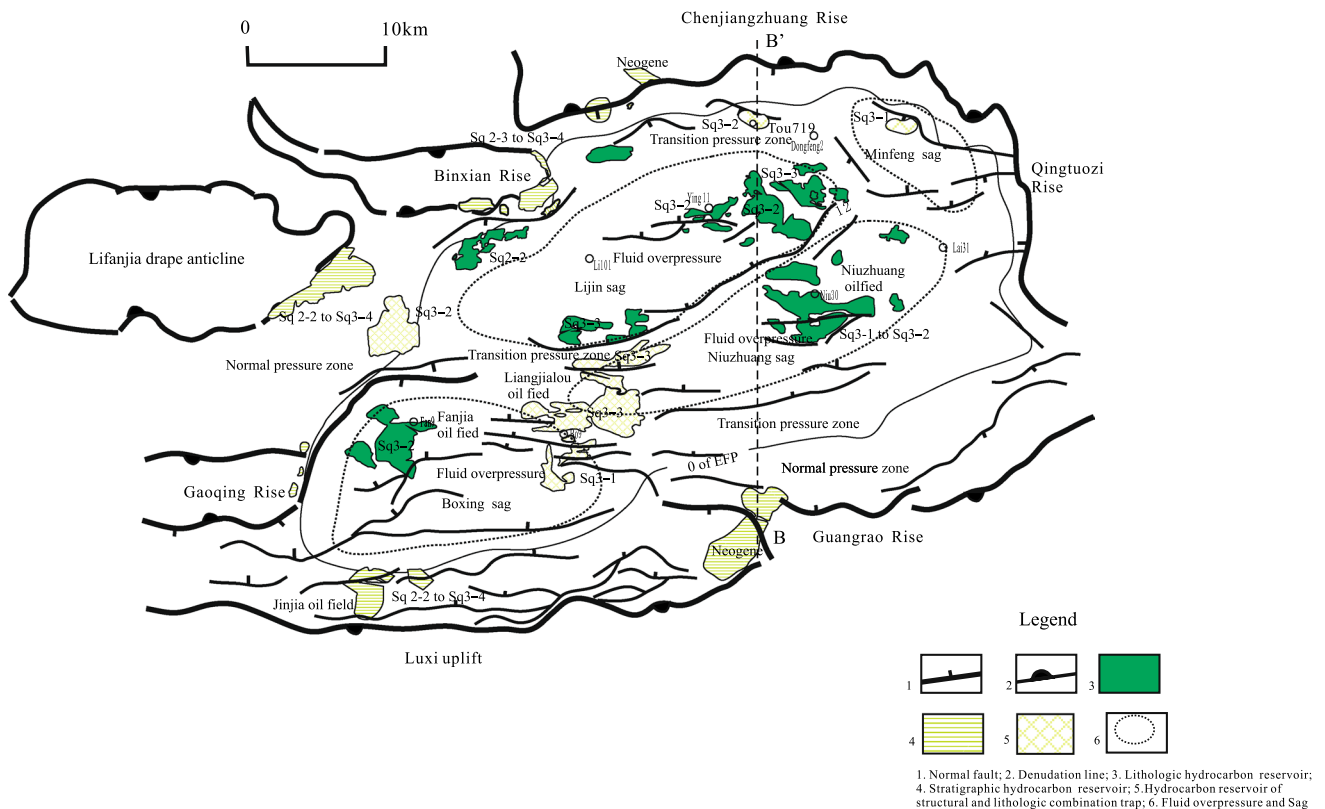 Chenjiangzhuang Rise
0 10km
B'
Neogene
Sq3-2
Tou719
Sq3-1
Transition pressure zone
Dongfeng2
Sq 2-3 to Sq3-4
Minfeng sag
Binxian Rise
Qingtuozi
Rise
Sq3-3
Ying11
Sq3-2
Sq3-2
1.2
Lai31
Lifanjia drape anticline
Sq2-2
Li101
Fluid overpressure
Niuzhuang
oilfied
Lijin sag
Niu30
Sq 2-2 to Sq3-4
Sq3-2
Sq3-3
Sq3-1 to Sq3-2
Fluid overpressure
Transition pressure zone
Sq3-3
Niuzhuang sag
Normal pressure zone
Liangjialou
oil fied
Fanjia
oil fied
Sq3-3
Transition pressure zone
Sq3-2
0 of EFP
Normal pressure zone
Fluid overpressure
Sq3-1
Gaoqing Rise
Boxing sag
B
Guangrao Rise
Neogene
Jinjia oil field
Sq 2-2 to Sq3-4
Luxi uplift
Legend
1 2 3
4 5 6
1. Normal fault; 2. Denudation line; 3. Lithologic hydrocarbon reservoir;
4. Stratigraphic hydrocarbon reservoir; 5.Hydrocarbon reservoir of
structural and lithologic combination trap; 6. Fluid overpressure and Sag